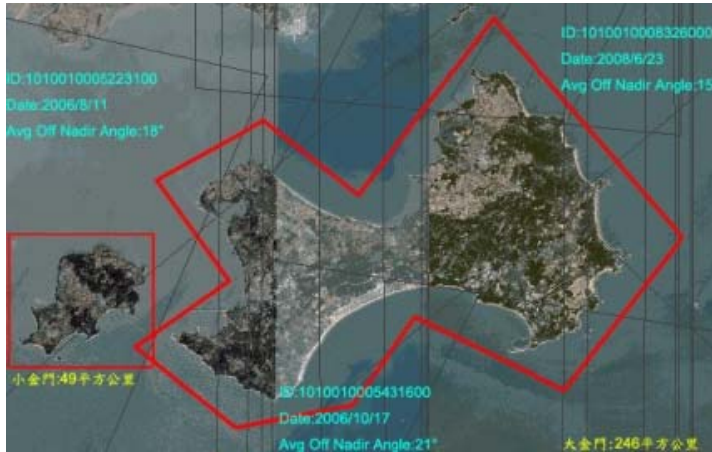 ID:1010010005223100
Date:2006/8/11
Avg Off Nadir Angle:18°
ID:1010010008326000
Date:2008/6/23
Avg Off Nadir Angle:15
小金門:49平方公里
ID:1010010005431600
Date:2006/10/17
Avg Off Nadir Angle:21°
大金門:246平方公里